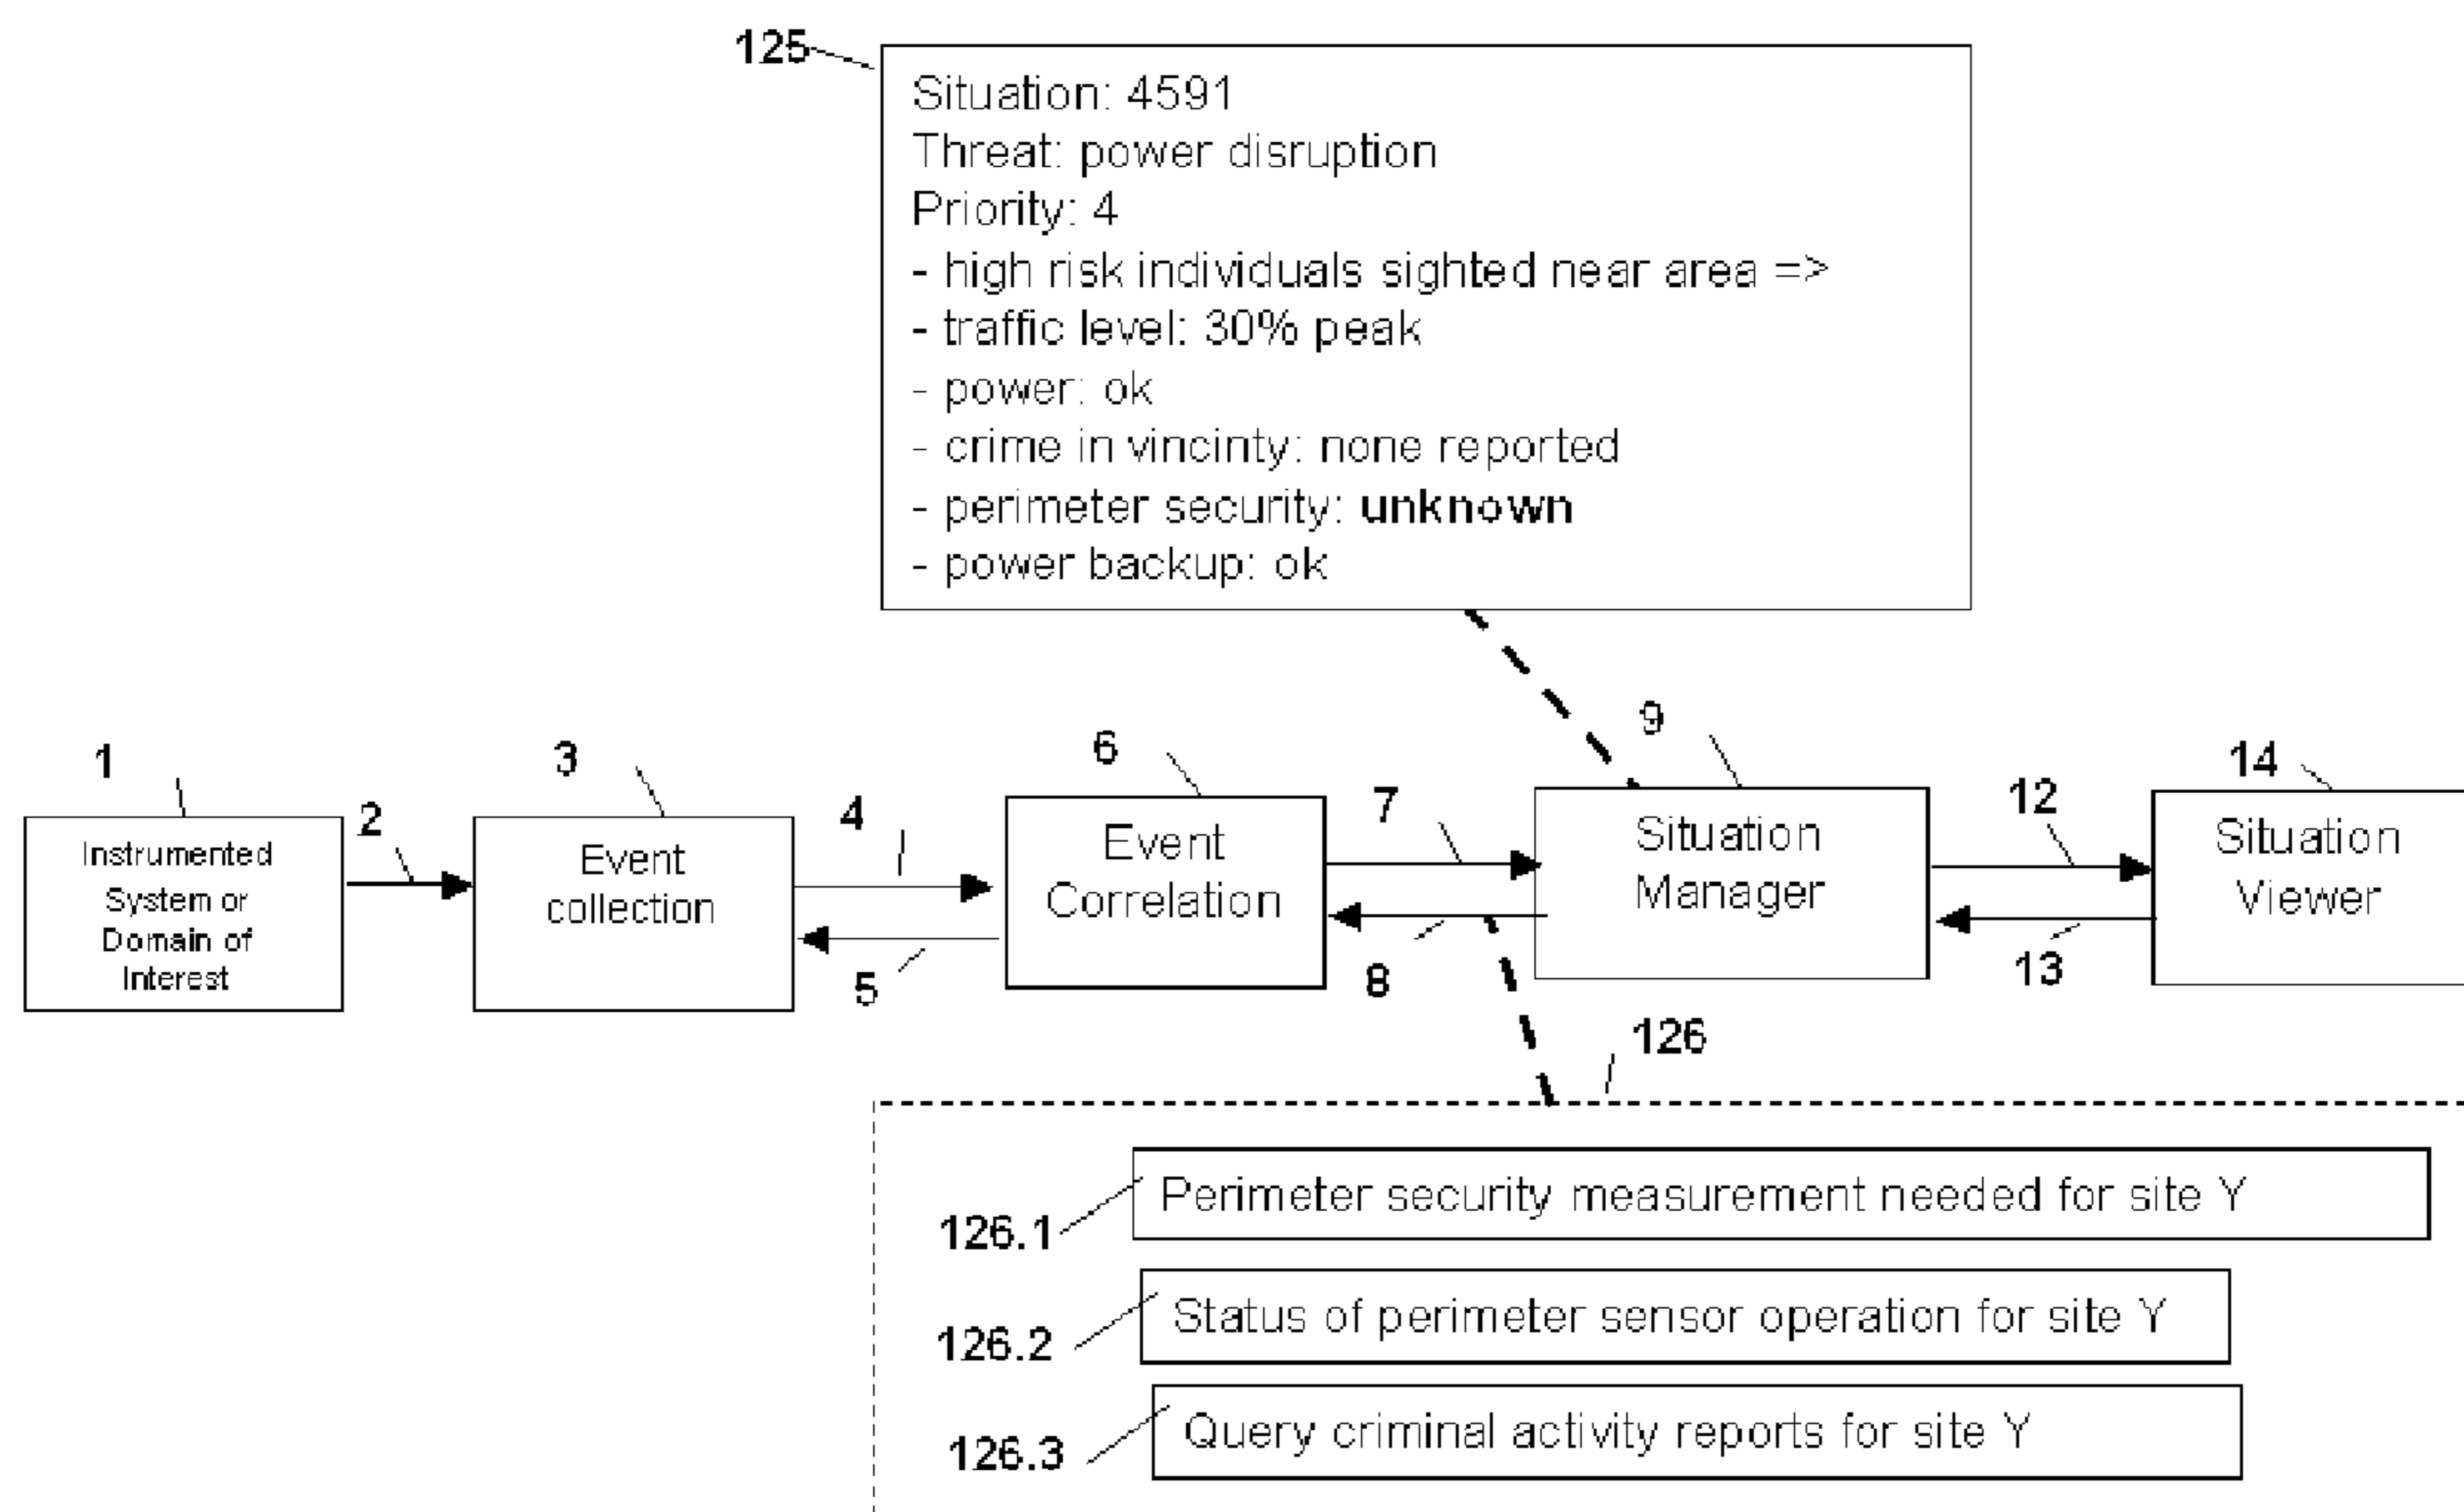 125
Situation: 4591
Threat: power disruption
Priority: 4
- high risk individuals sighted near area =>
- traffic level: 30% peak
- power: ok
- crime in vincinty: none reported
- perimeter security: unknown
- power backup: ok
1
2
3
4
5
6
7
8
9
12
13
14
Instrumented
System or
Domain of
Interest
Event
collection
Event
Correlation
Situation
Manager
Situation
Viewer
126
126.1
Perimeter security measurement needed for site Y
126.2
Status of perimeter sensor operation for site Y
126.3
Query criminal activity reports for site Y